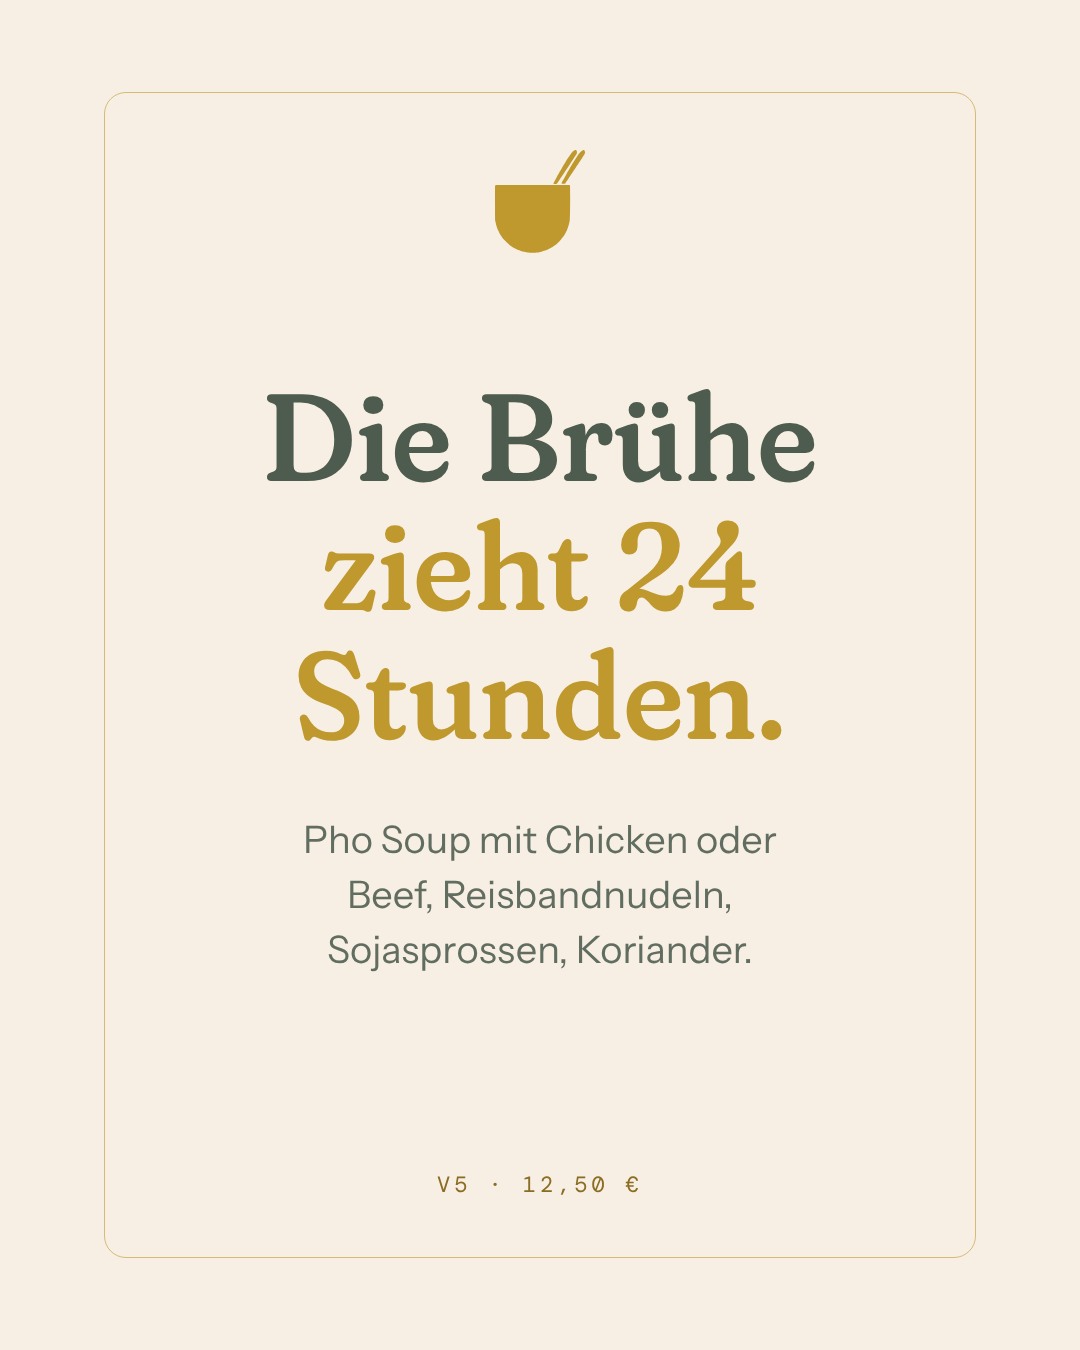 Die Brühe
zieht 24
Stunden.
Pho Soup mit Chicken oder
Beef, Reisbandnudeln,
Sojasprossen, Koriander.
V5 · 12,50 €